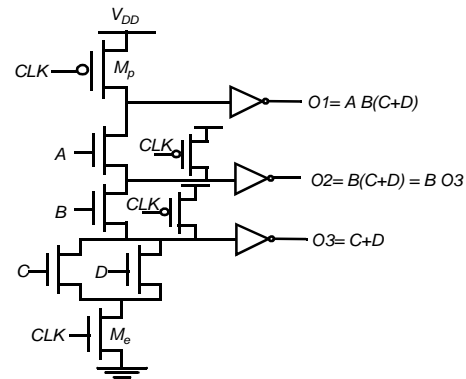 V_DD
CLK
M_p
O1= A B(C+D)
A
CLK
O2= B(C+D) = B O3
B
CLK
O3= C+D
C
D
CLK
M_e